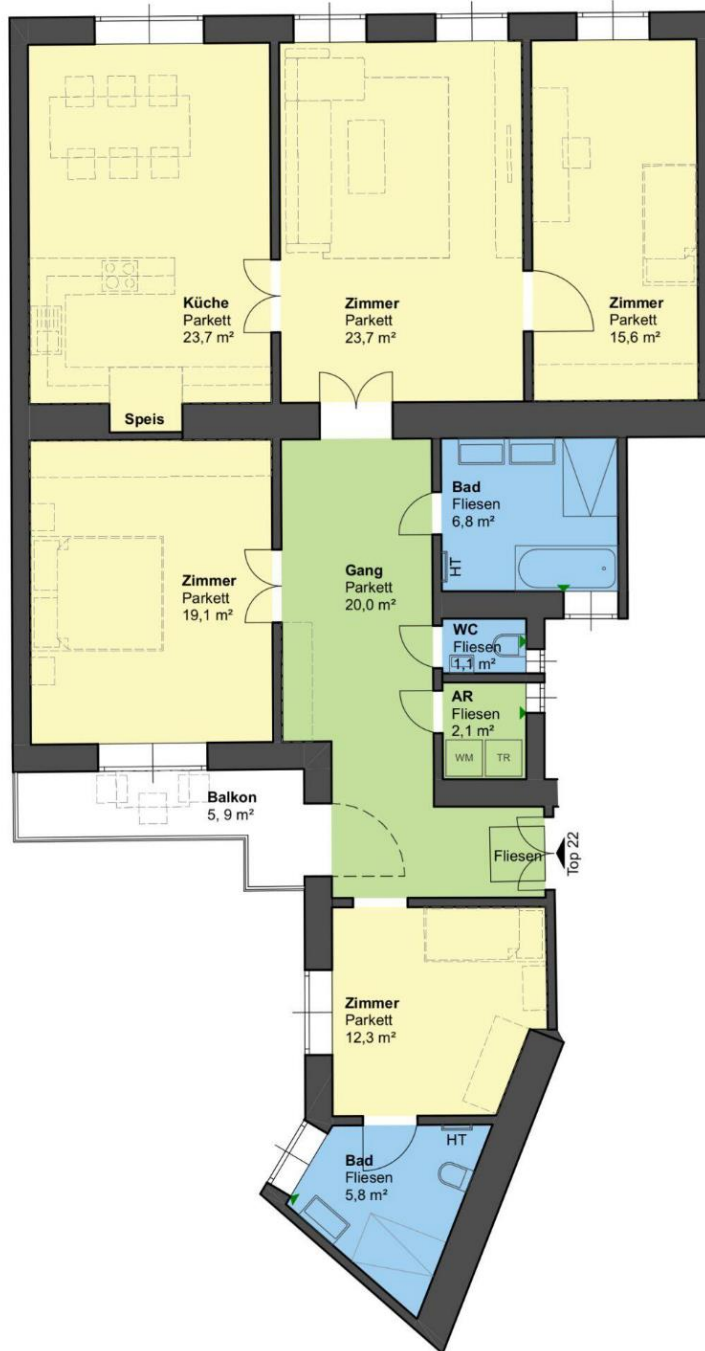 Küche
Parkett
23,7 m²
Zimmer
Parkett
23,7 m²
Zimmer
Parkett
15,6 m²
Speis
Bad
Fliesen
6,8 m²
HT
Zimmer
Parkett
19,1 m²
Gang
Parkett
20,0 m²
WC
Fliesen
1,1 m²
AR
Fliesen
2,1 m²
WM
TR
Balkon
5, 9 m²
Fliesen
Top 22
Zimmer
Parkett
12,3 m²
HT
Bad
Fliesen
5,8 m²